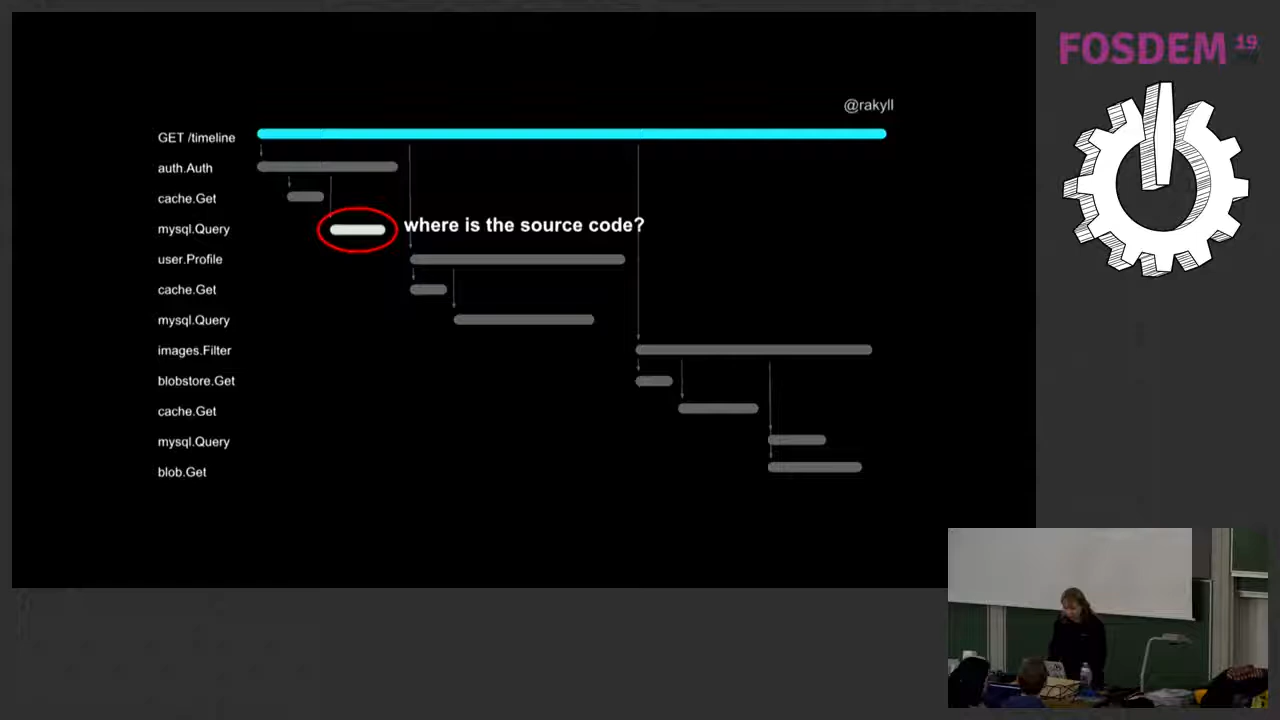 FOSDEM 19
@rakyll
GET /timeline
auth.Auth
cache.Get
mysql.Query
where is the source code?
user.Profile
cache.Get
mysql.Query
images.Filter
blobstore.Get
cache.Get
mysql.Query
blob.Get